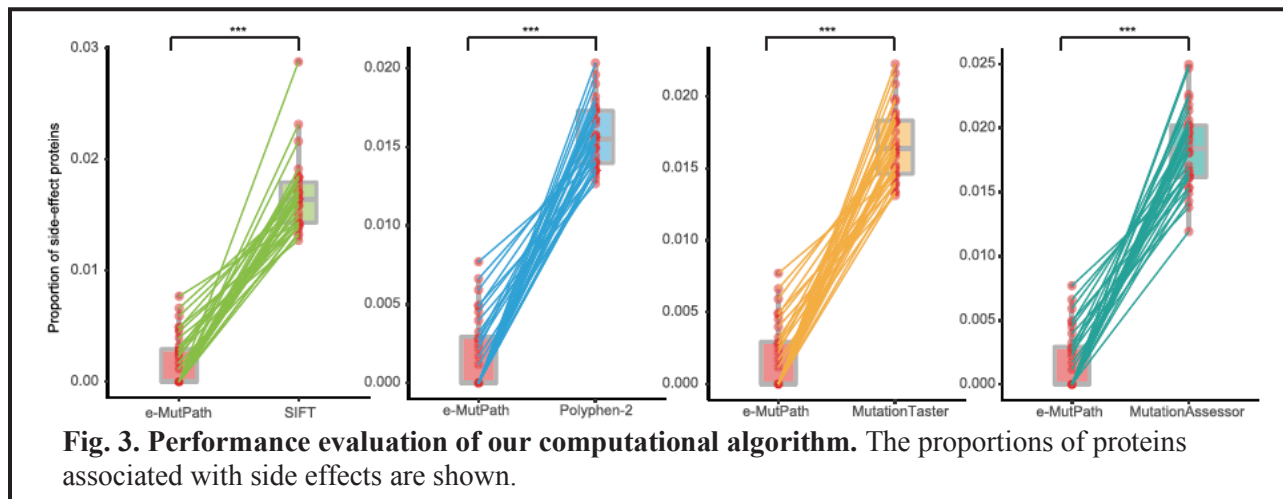 ***
***
***
***
Proportion of side-effect proteins
0.03
0.02
0.01
0.00
e-MutPath
SIFT
0.020
0.015
0.010
0.005
0.000
e-MutPath
Polyphen-2
0.020
0.015
0.010
0.005
0.000
e-MutPath
MutationTaster
0.025
0.020
0.015
0.010
0.005
0.000
e-MutPath
MutationAssessor
Fig. 3. Performance evaluation of our computational algorithm. The proportions of proteins
associated with side effects are shown.